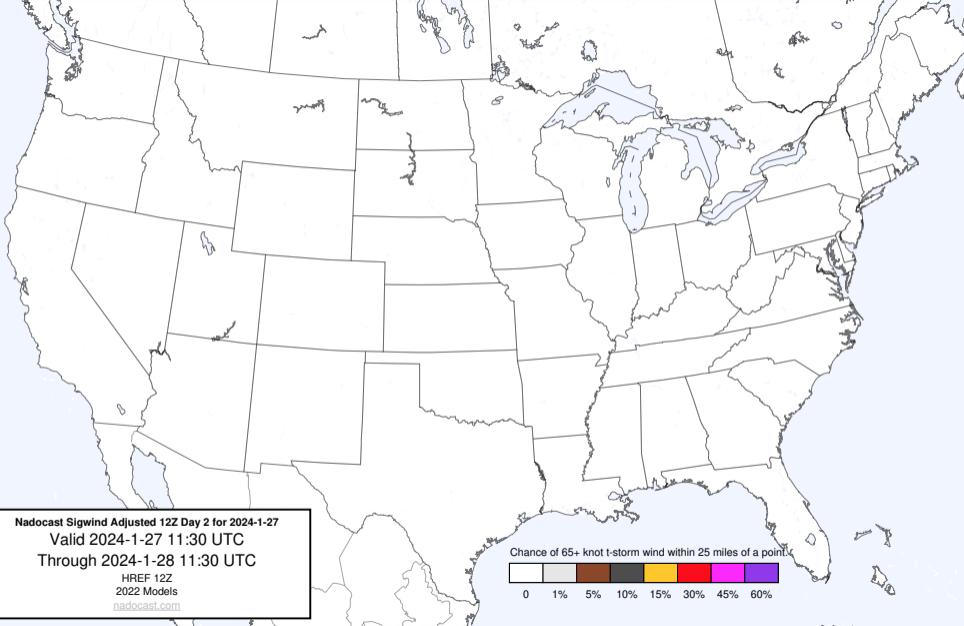 Nadocast Sigwind Adjusted 12Z Day 2 for 2024-1-27
Valid 2024-1-27 11:30 UTC
Through 2024-1-28 11:30 UTC
HREF 12Z
2022 Models
nadocast.com
Chance of 65+ knot t-storm wind within 25 miles of a point.
0 1% 5% 10% 15% 30% 45% 60%